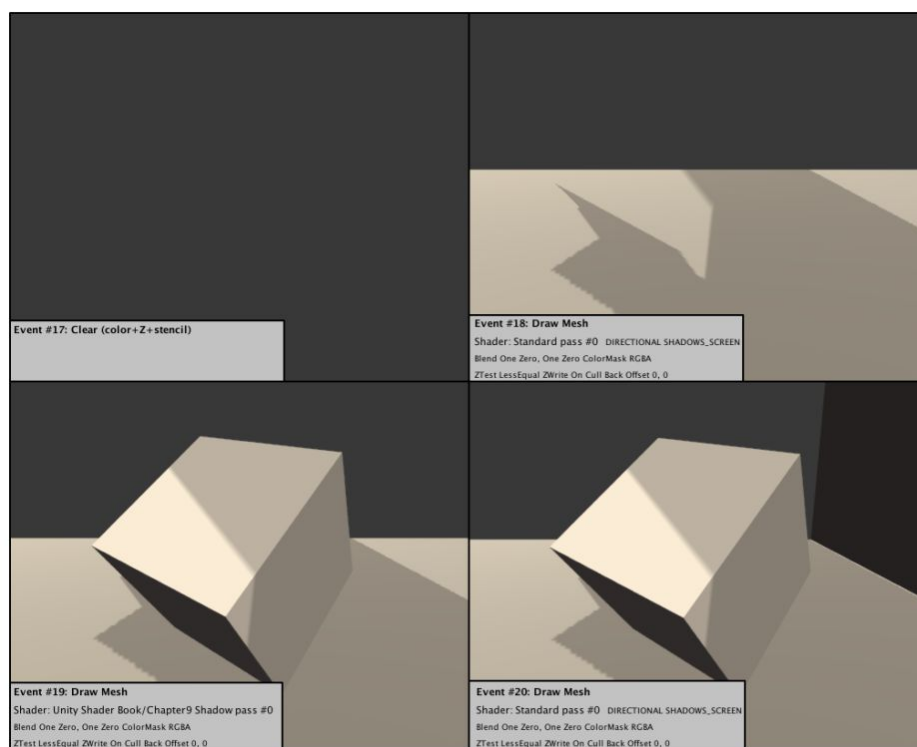 Event #17: Clear (color+Z+stencil)
Event #18: Draw Mesh
Shader: Standard pass #0 DIRECTIONAL SHADOWS_SCREEN
Blend One Zero, One Zero ColorMask RGBA
ZTest LessEqual ZWrite On Cull Back Offset 0, 0
Event #19: Draw Mesh
Shader: Unity Shader Book/Chapter9 Shadow pass #0
Blend One Zero, One Zero ColorMask RGBA
ZTest LessEqual ZWrite On Cull Back Offset 0, 0
Event #20: Draw Mesh
Shader: Standard pass #0 DIRECTIONAL SHADOWS_SCREEN
Blend One Zero, One Zero ColorMask RGBA
ZTest LessEqual ZWrite On Cull Back Offset 0, 0